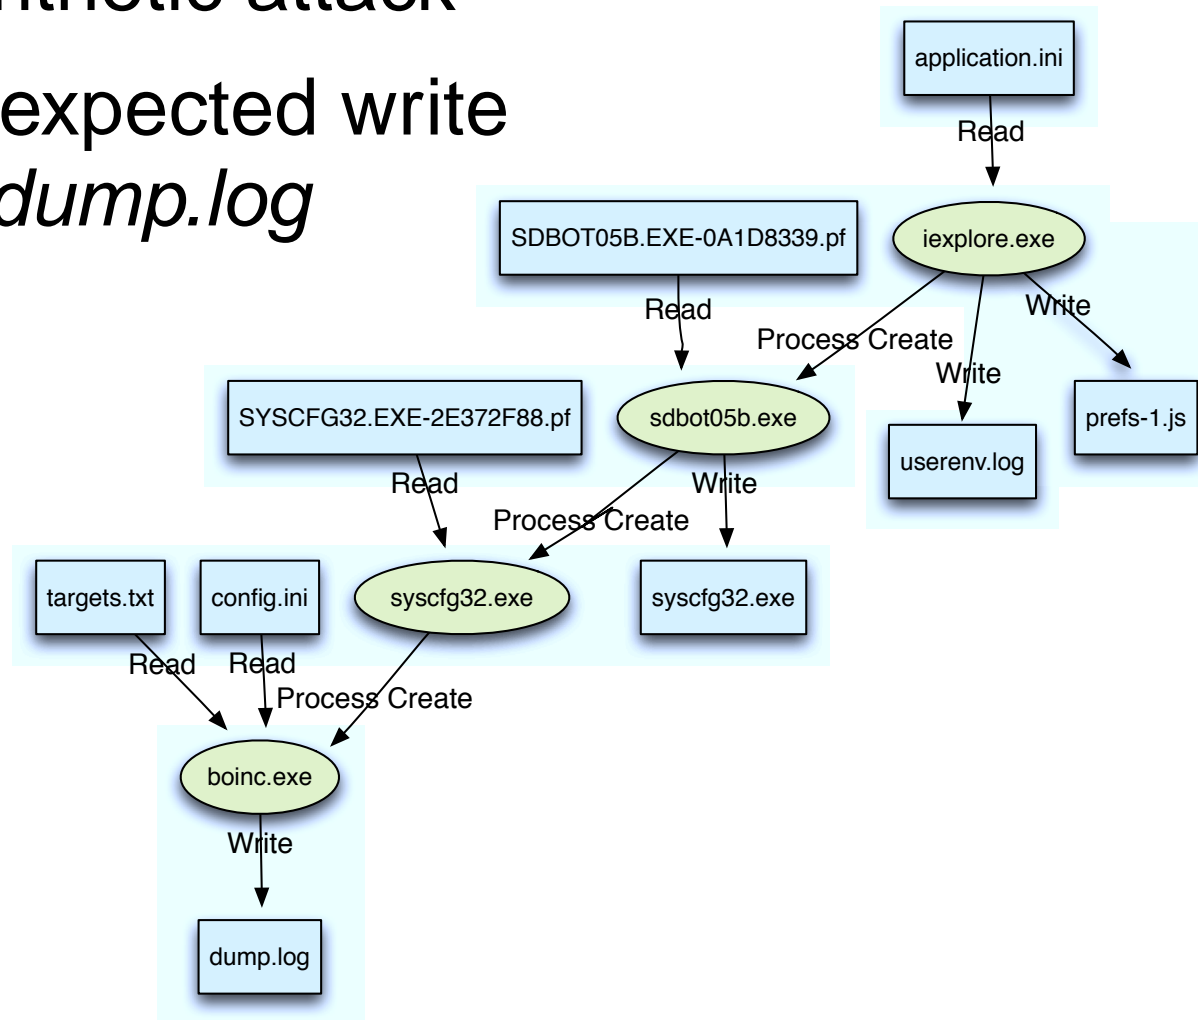 nthetic attack
expected write
dump.log
application.ini
Read
SDBOT05B.EXE-0A1D8339.pf
iexplore.exe
Read
Write
Process Create
Write
SYSCFG32.EXE-2E372F88.pf
sdbot05b.exe
prefs-1.js
userenv.log
Read
Write
Process Create
targets.txt
config.ini
syscfg32.exe
syscfg32.exe
Read
Read
Process Create
boinc.exe
Write
dump.log